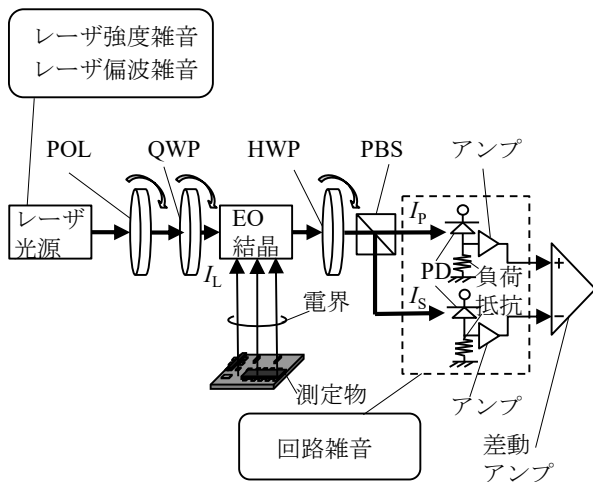 レーザ強度雑音
レーザ偏波雑音
POL
QWP
HWP
PBS
アンプ
レーザ
光源
EO
結晶
I_L
I_P
I_S
PD
負荷
抵抗
+
−
電界
測定物
アンプ
差動
アンプ
回路雑音